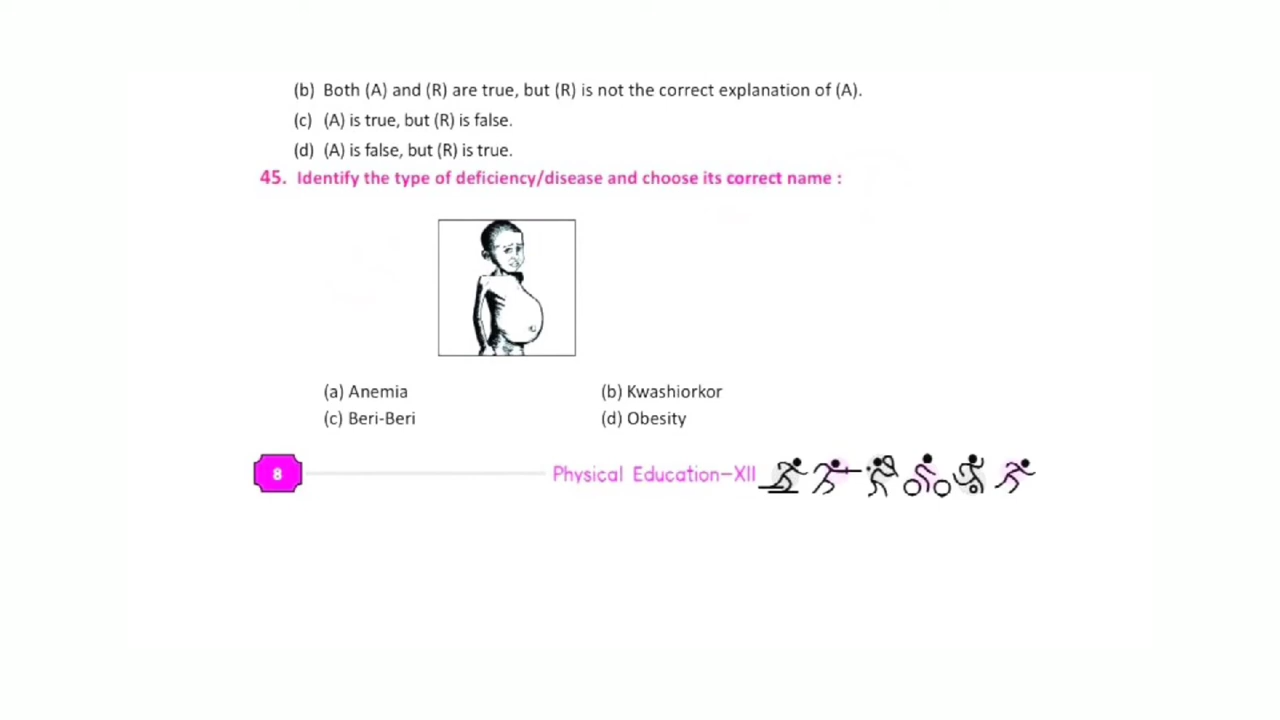 (b) Both (A) and (R) are true, but (R) is not the correct explanation of (A).
(c) (A) is true, but (R) is false.
(d) (A) is false, but (R) is true.
45. Identify the type of deficiency/disease and choose its correct name :
(a) Anemia (b) Kwashiorkor
(c) Beri-Beri (d) Obesity
8 Physical Education–XII